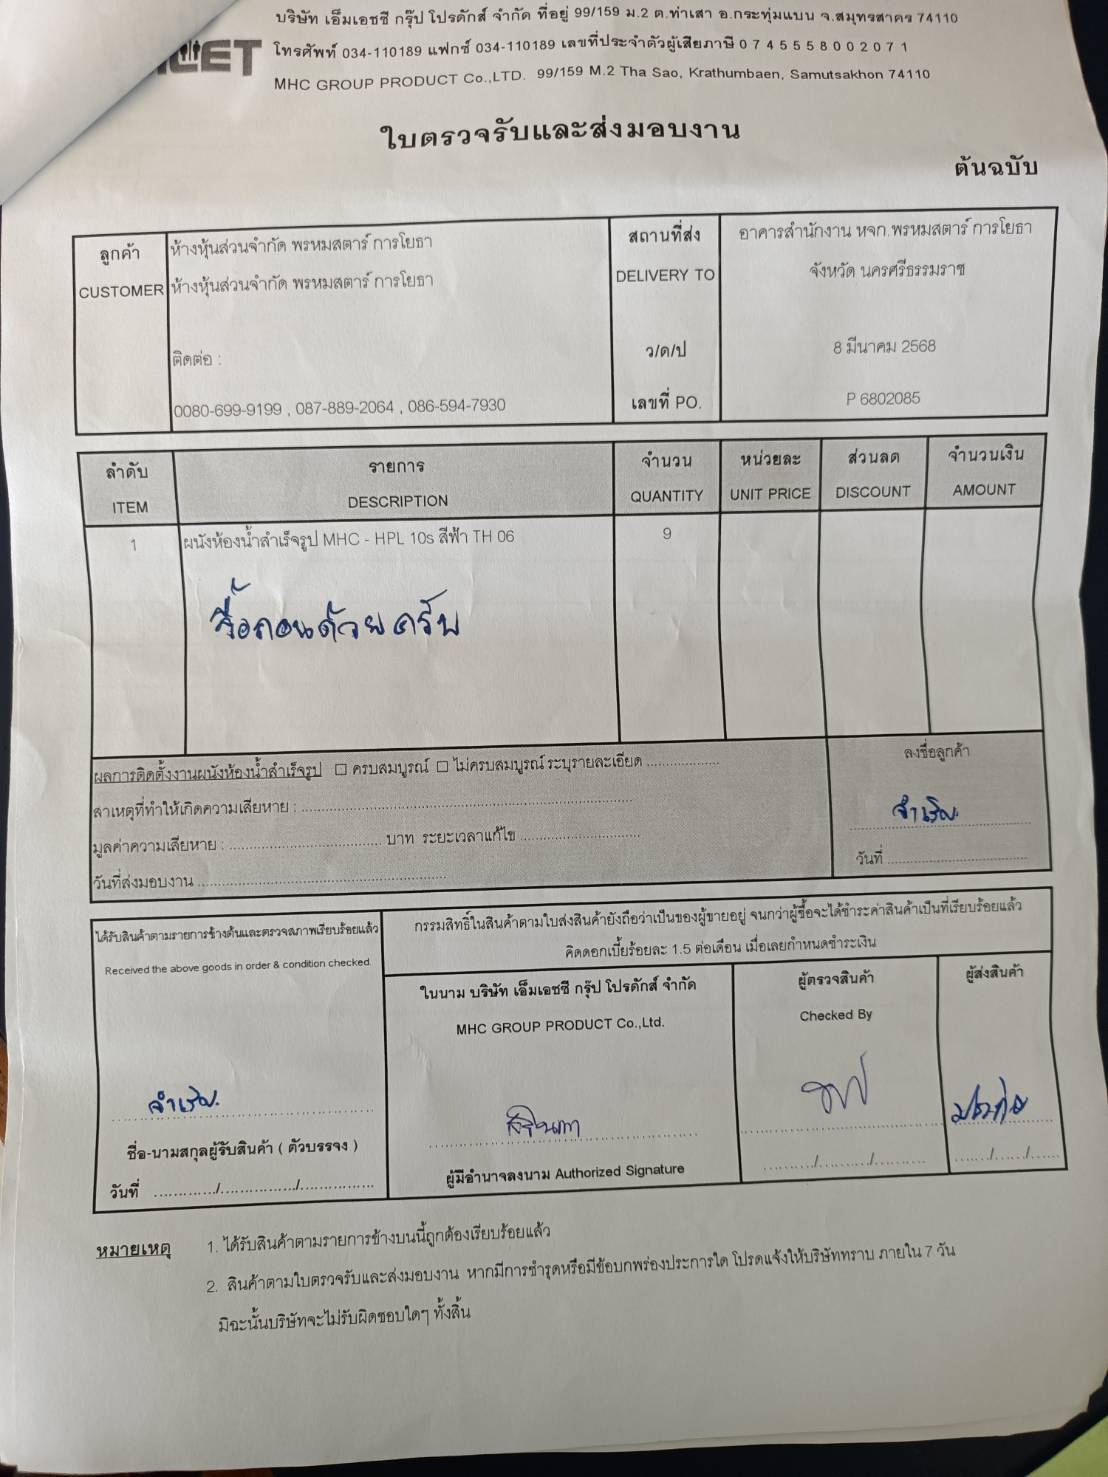 บริษัท เอ็มเอชซี กรุ๊ป โปรดักส์ จำกัด ที่อยู่ 99/159 ม.2 ต.ท่าเสา อ.กระทุ่มแบน จ.สมุทรสาคร 74110
โทรศัพท์ 034-110189 แฟกซ์ 034-110189 เลขที่ประจำตัวผู้เสียภาษี 0 7 4 5 5 5 8 0 0 2 0 7 1
MHC GROUP PRODUCT Co.,LTD. 99/159 M.2 Tha Sao, Krathumbaen, Samutsakhon 74110
ใบตรวจรับและส่งมอบงาน
ต้นฉบับ
ลูกค้า ห้างหุ้นส่วนจำกัด พรหมสตาร์ การโยธา สถานที่ส่ง อาคารสำนักงาน หจก.พรหมสตาร์ การโยธา
CUSTOMER ห้างหุ้นส่วนจำกัด พรหมสตาร์ การโยธา DELIVERY TO จังหวัด นครศรีธรรมราช
ติดต่อ : ว/ด/ป 8 มีนาคม 2568
0080-699-9199 , 087-889-2064 , 086-594-7930 เลขที่ PO. P 6802085
ลำดับ รายการ จำนวน หน่วยละ ส่วนลด จำนวนเงิน
ITEM DESCRIPTION QUANTITY UNIT PRICE DISCOUNT AMOUNT
1 ผนังห้องน้ำสำเร็จรูป MHC - HPL 10s สีฟ้า TH 06 9
ด้วยครับ
ผลการติดตั้งงานผนังห้องน้ำสำเร็จรูป ☐ ครบสมบูรณ์ ☐ ไม่ครบสมบูรณ์ ระบุรายละเอียด .................. ลงชื่อลูกค้า
สาเหตุที่ทำให้เกิดความเสียหาย : ..................................................................
จำเริญ
มูลค่าความเสียหาย : ................................ บาท ระยะเวลาแก้ไข ..........................
วันที่ ..............................
วันที่ส่งมอบงาน ....................................................
ได้รับสินค้าตามรายการข้างต้นและตรวจสภาพเรียบร้อยแล้ว
Received the above goods in order & condition checked.
กรรมสิทธิ์ในสินค้าตามใบส่งสินค้ายังถือว่าเป็นของผู้ขายอยู่ จนกว่าผู้ซื้อจะได้ชำระค่าสินค้าเป็นที่เรียบร้อยแล้ว
คิดดอกเบี้ยร้อยละ 1.5 ต่อเดือน เมื่อเลยกำหนดชำระเงิน
ในนาม บริษัท เอ็มเอชซี กรุ๊ป โปรดักส์ จำกัด ผู้ตรวจสินค้า ผู้ส่งสินค้า
MHC GROUP PRODUCT Co.,Ltd. Checked By
จำเริญ
ชื่อ-นามสกุลผู้รับสินค้า ( ตัวบรรจง )
ผู้มีอำนาจลงนาม Authorized Signature ........../........../.......... ......./....../......
วันที่ ............/.............../...............
หมายเหตุ 1. ได้รับสินค้าตามรายการข้างบนนี้ถูกต้องเรียบร้อยแล้ว
2. สินค้าตามใบตรวจรับและส่งมอบงาน หากมีการชำรุดหรือมีข้อบกพร่องประการใด โปรดแจ้งให้บริษัททราบ ภายใน 7 วัน
มิฉะนั้นบริษัทจะไม่รับผิดชอบใดๆ ทั้งสิ้น